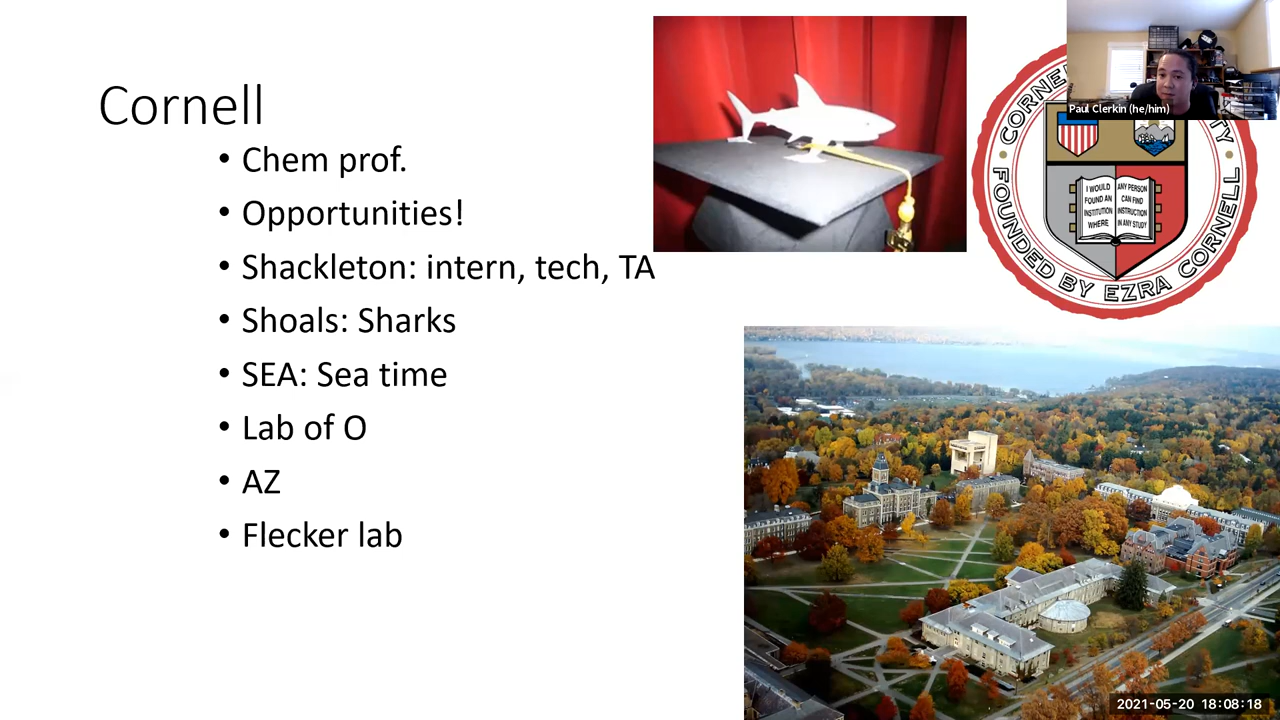 Cornell
• Chem prof.
• Opportunities!
• Shackleton: intern, tech, TA
• Shoals: Sharks
• SEA: Sea time
• Lab of O
• AZ
• Flecker lab
CORNE
TY
FOUNDED BY EZRA CORNELL
I WOULD
FOUND AN
INSTITUTION
WHERE
ANY PERSON
CAN FIND
INSTRUCTION
IN ANY STUDY
Paul Clerkin (he/him)
2021-05-20 18:08:18